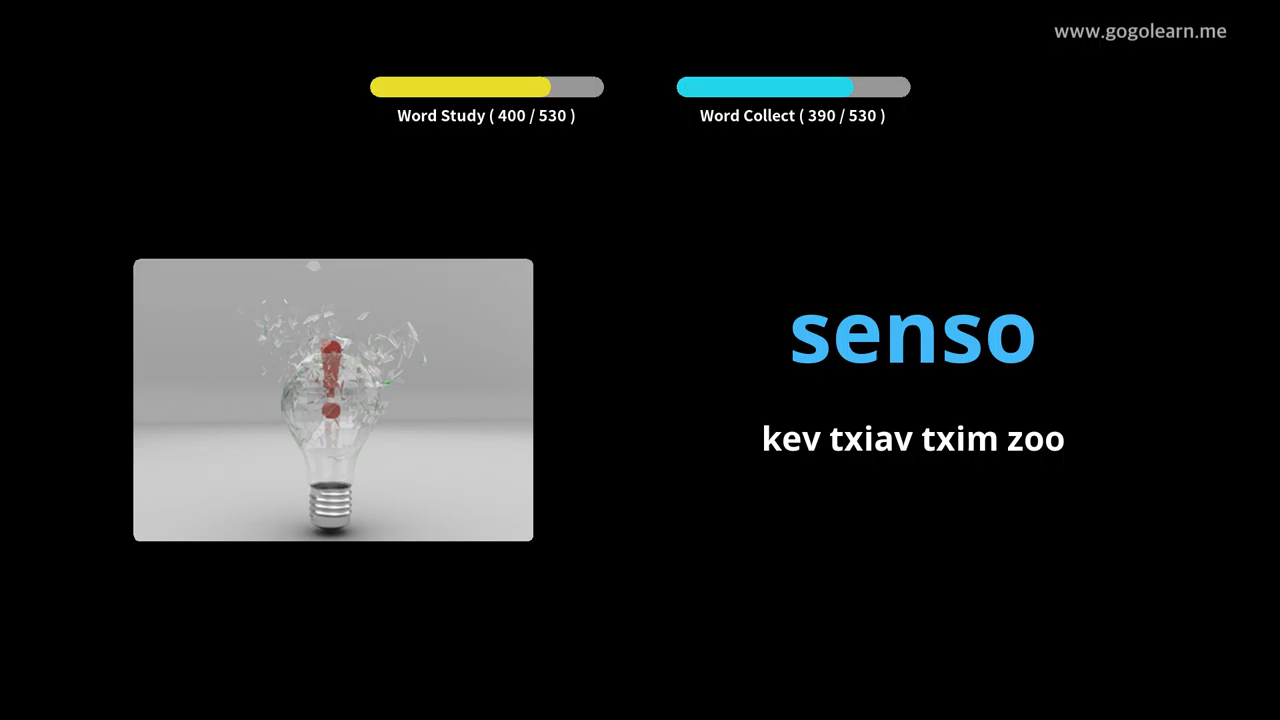 www.gogolearn.me
Word Study ( 400 / 530 )
Word Collect ( 390 / 530 )
senso
kev txiav txim zoo